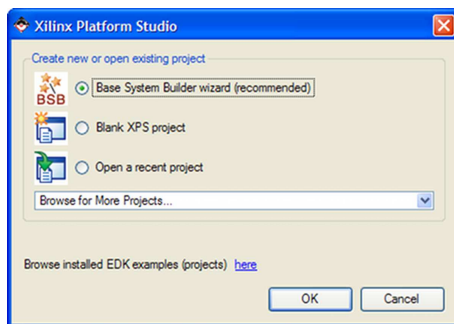 Xilinx Platform Studio
Create new or open existing project
BSB
Base System Builder wizard (recommended)
Blank XPS project
Open a recent project
Browse for More Projects...
Browse installed EDK examples (projects) here
OK Cancel